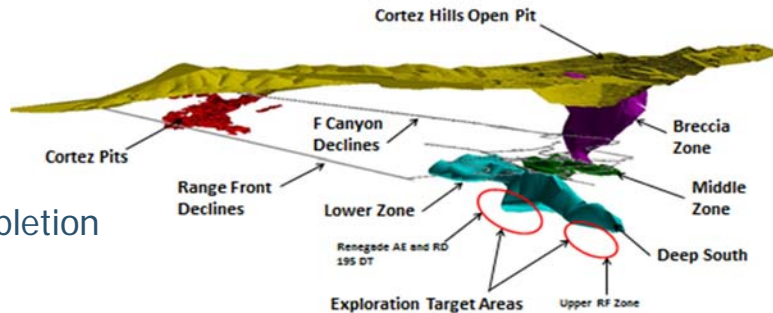 Cortez Hills Open Pit
F Canyon
Declines
Breccia
Zone
Cortez Pits
Range Front
Declines
Lower Zone
Middle
Zone
pletion
Renegade AE and RD
195 DT
Deep South
Exploration Target Areas
Upper RF Zone